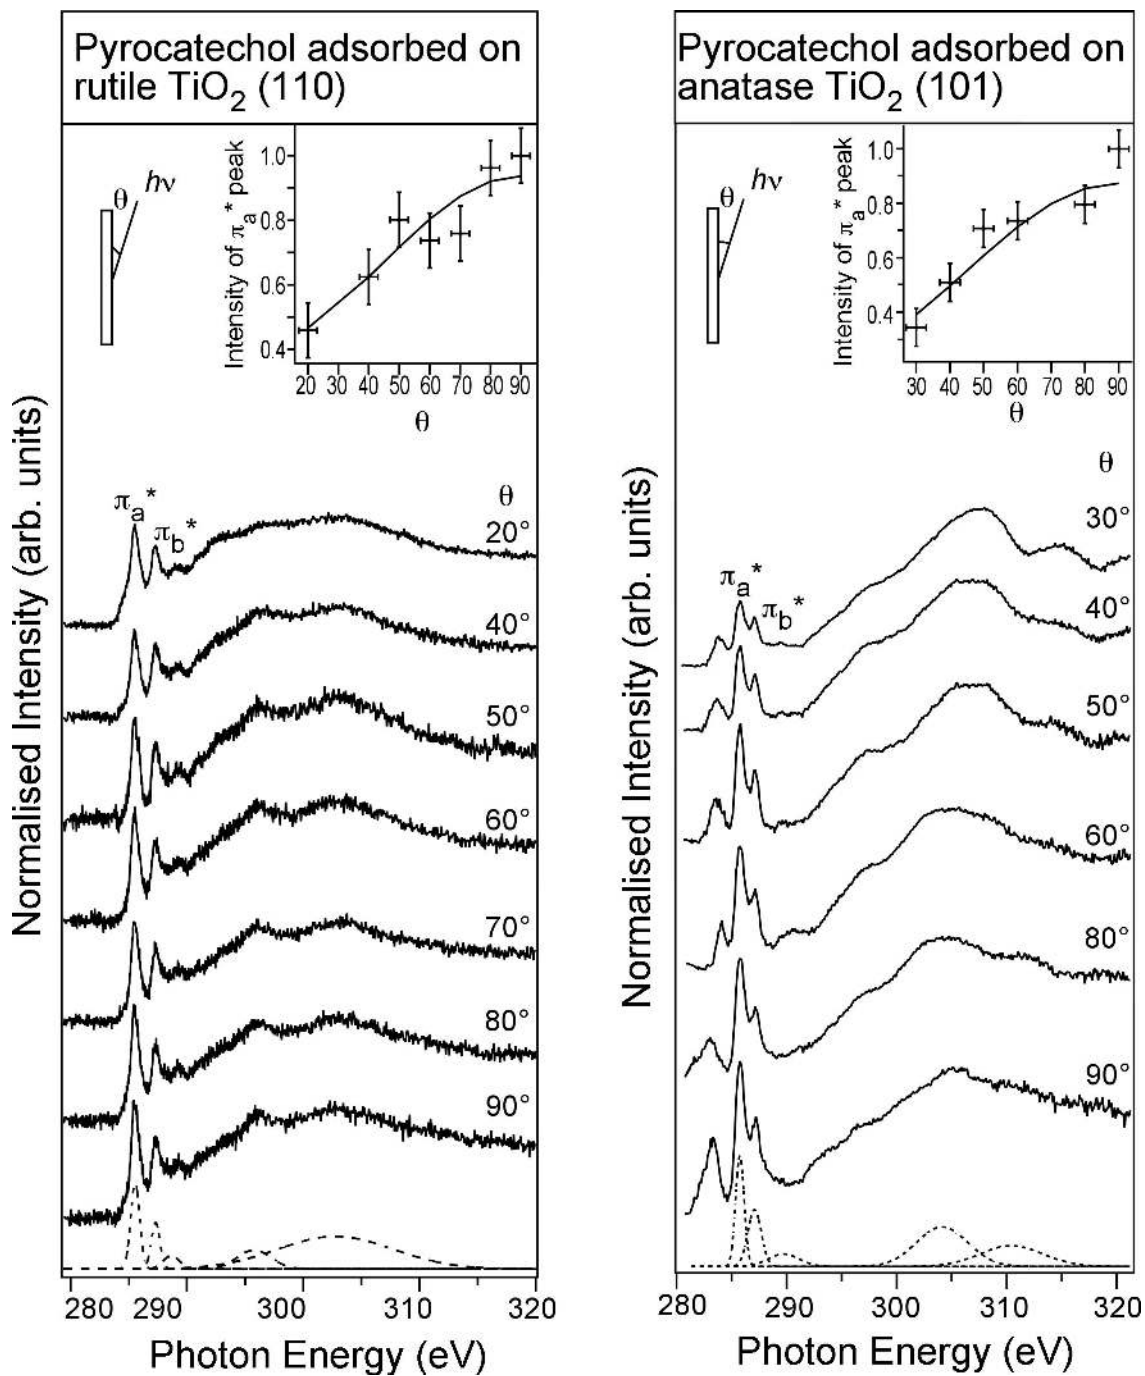 Pyrocatechol adsorbed on
rutile TiO₂ (110)
θ
hν
Intensity of πₐ* peak
1.0
0.8
0.6
0.4
20 30 40 50 60 70 80 90
θ
Normalised Intensity (arb. units)
πₐ*
π_b*
θ
20°
40°
50°
60°
70°
80°
90°
280 290 300 310 320
Photon Energy (eV)
Pyrocatechol adsorbed on
anatase TiO₂ (101)
θ
hν
Intensity of πₐ* peak
1.0
0.8
0.6
0.4
30 40 50 60 70 80 90
θ
Normalised Intensity (arb. units)
πₐ*
π_b*
θ
30°
40°
50°
60°
80°
90°
280 290 300 310 320
Photon Energy (eV)